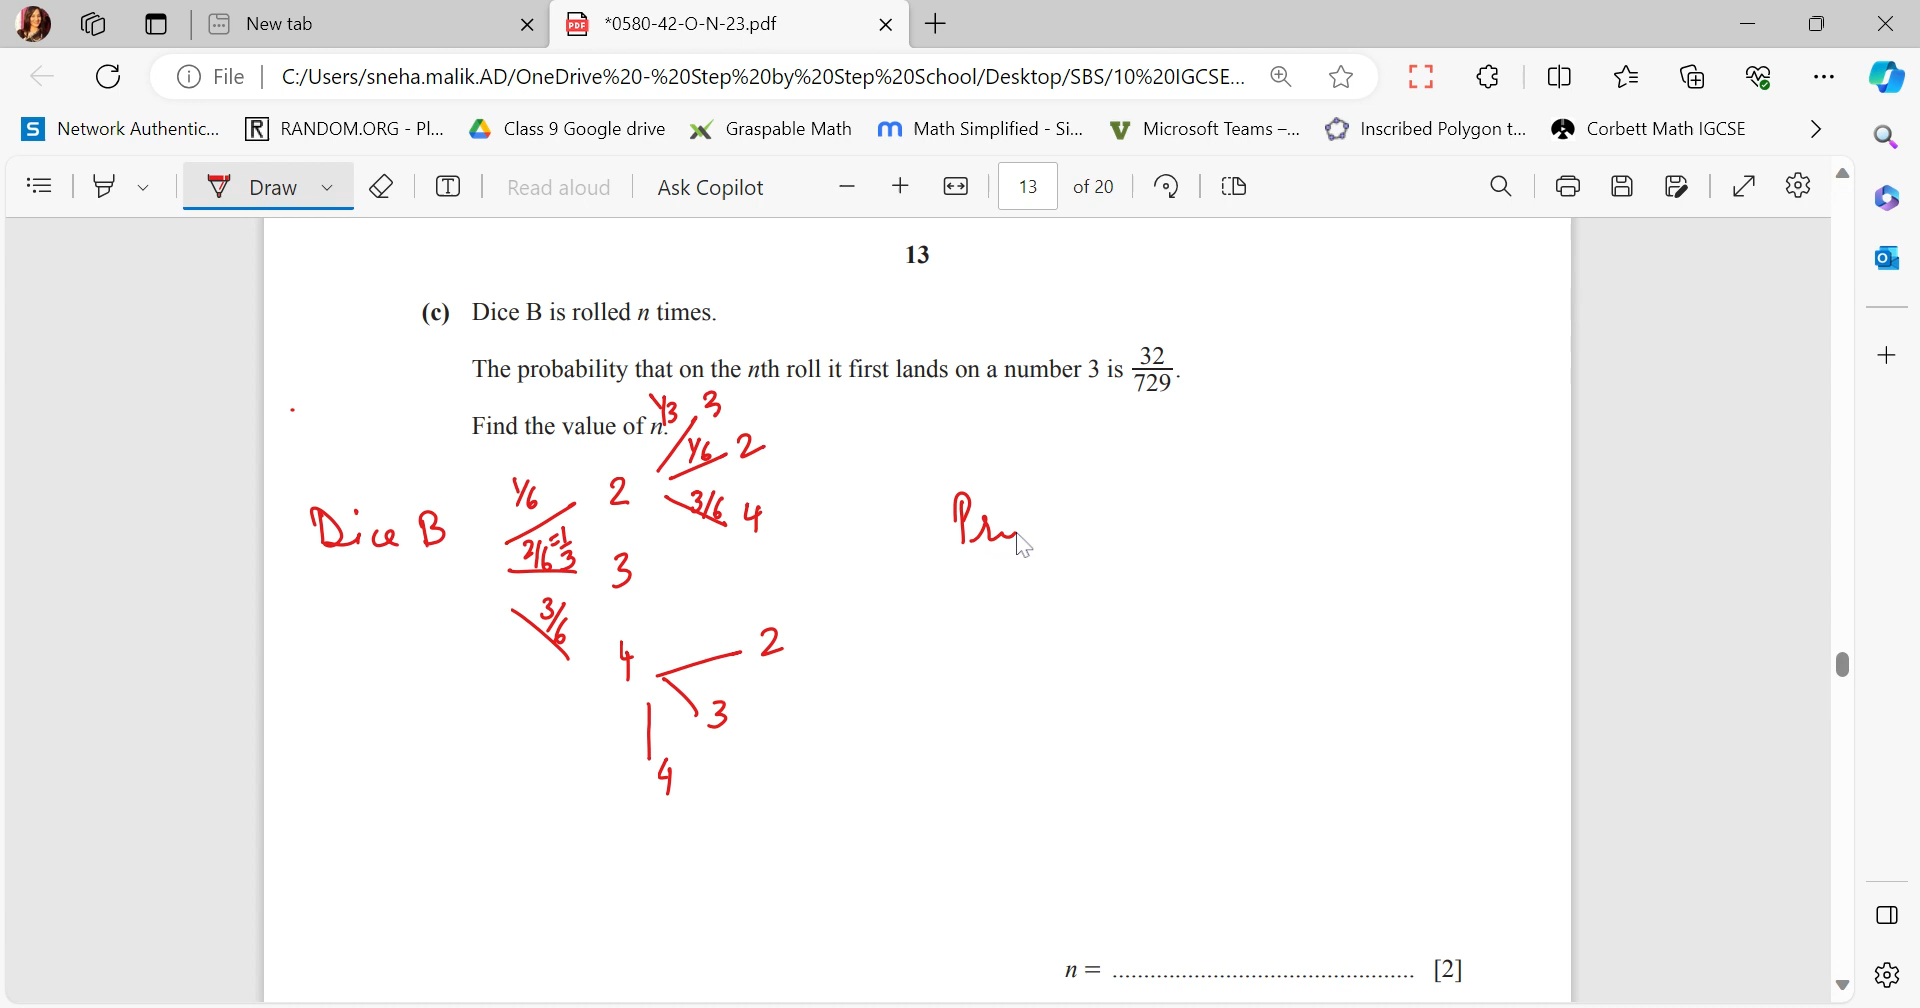 New tab
*0580-42-O-N-23.pdf
File
C:/Users/sneha.malik.AD/OneDrive%20-%20Step%20by%20Step%20School/Desktop/SBS/10%20IGCSE...
Network Authentic...
RANDOM.ORG - Pl...
Class 9 Google drive
Graspable Math
Math Simplified - Si...
Microsoft Teams –...
Inscribed Polygon t...
Corbett Math IGCSE
Draw
Read aloud
Ask Copilot
13
of 20
13
(c) Dice B is rolled n times.
The probability that on the nth roll it first lands on a number 3 is 32/729.
Find the value of n.
1/3 3
1/6 2
3/6 4
Dice B
1/6 2
2/6 = 1/3 3
3/6 4
2
3
4
Pr
n = ............................................. [2]